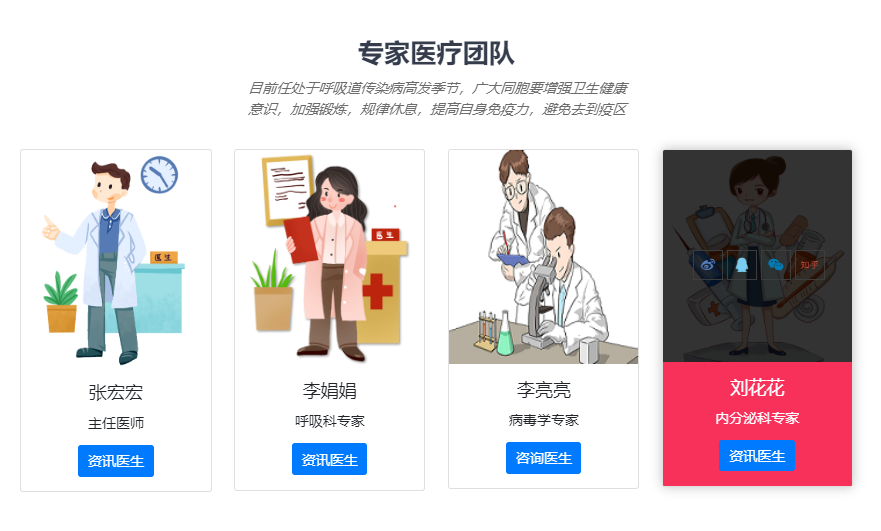 专家医疗团队
目前任处于呼吸道传染病高发季节，广大同胞要增强卫生健康
意识，加强锻炼，规律休息，提高自身免疫力，避免去到疫区
医生
医生
知乎
张宏宏
李娟娟
李亮亮
刘花花
主任医师
呼吸科专家
病毒学专家
内分泌科专家
资讯医生
资讯医生
咨询医生
资讯医生